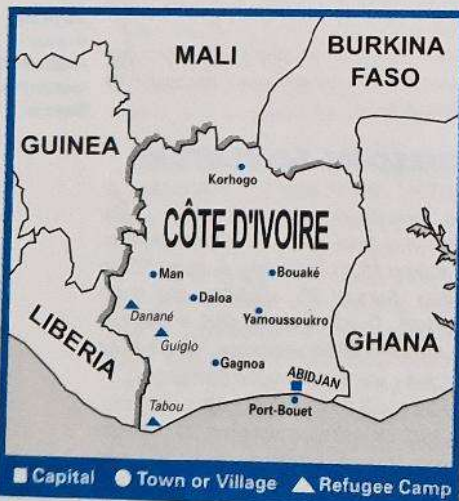 MALI
BURKINA
FASO
GUINEA
Korhogo
CÔTE D'IVOIRE
Man
Bouaké
Daloa
Danané
Yamoussoukro
LIBERIA
Guiglo
GHANA
Gagnoa
ABIDJAN
Tabou
Port-Bouet
Capital Town or Village Refugee Camp